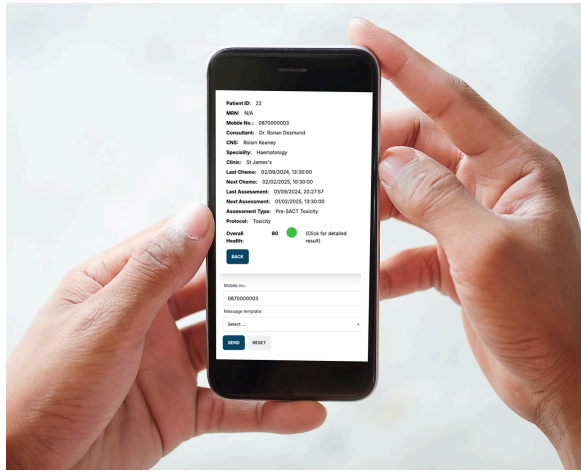 Patient ID: 22
MRN: N/A
Mobile No.: 0870000003
Consultant: Dr. Ronan Desmond
CNS: Roisin Keaney
Speciality: Haematology
Clinic: St James's
Last Chemo: 02/09/2024, 13:30:00
Next Chemo: 02/02/2025, 10:30:00
Last Assessment: 01/09/2024, 20:27:57
Next Assessment: 01/02/2025, 13:30:00
Assessment Type: Pre-SACT Toxicity
Protocol: Toxicity
Overall 90 (Click for detailed
Health: result)
BACK
Mobile no.:
0870000003
Message template:
Select ...
SEND RESET